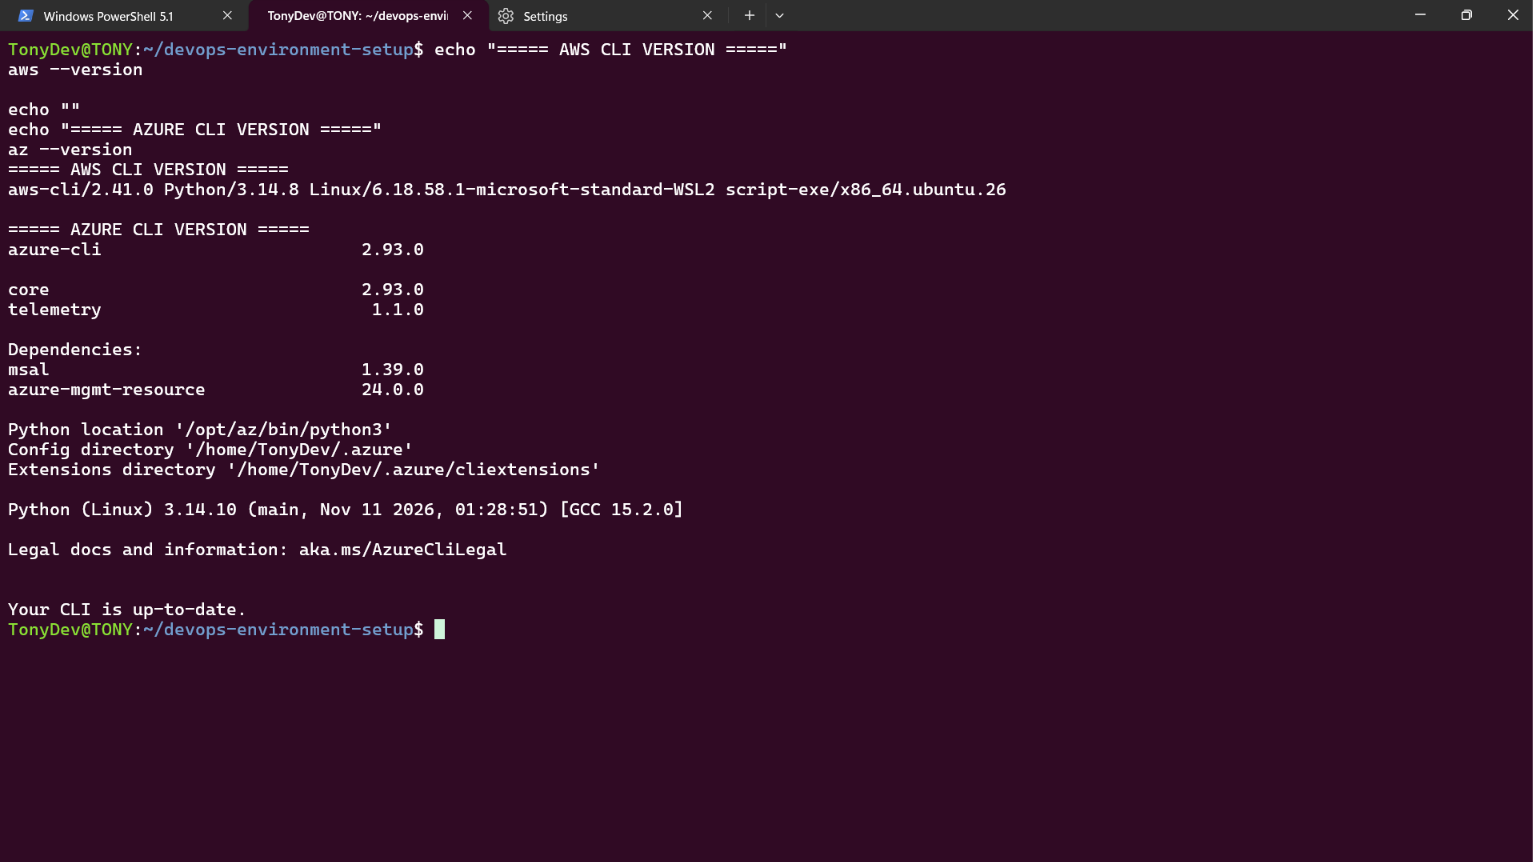 Windows PowerShell 5.1
TonyDev@TONY: ~/devops-envi
Settings
TonyDev@TONY:~/devops-environment-setup$ echo "===== AWS CLI VERSION ====="
aws --version
echo ""
echo "===== AZURE CLI VERSION ====="
az --version
===== AWS CLI VERSION =====
aws-cli/2.41.0 Python/3.14.8 Linux/6.18.58.1-microsoft-standard-WSL2 script-exe/x86_64.ubuntu.26
===== AZURE CLI VERSION =====
azure-cli 2.93.0
core 2.93.0
telemetry 1.1.0
Dependencies:
msal 1.39.0
azure-mgmt-resource 24.0.0
Python location '/opt/az/bin/python3'
Config directory '/home/TonyDev/.azure'
Extensions directory '/home/TonyDev/.azure/cliextensions'
Python (Linux) 3.14.10 (main, Nov 11 2026, 01:28:51) [GCC 15.2.0]
Legal docs and information: aka.ms/AzureCliLegal
Your CLI is up-to-date.
TonyDev@TONY:~/devops-environment-setup$